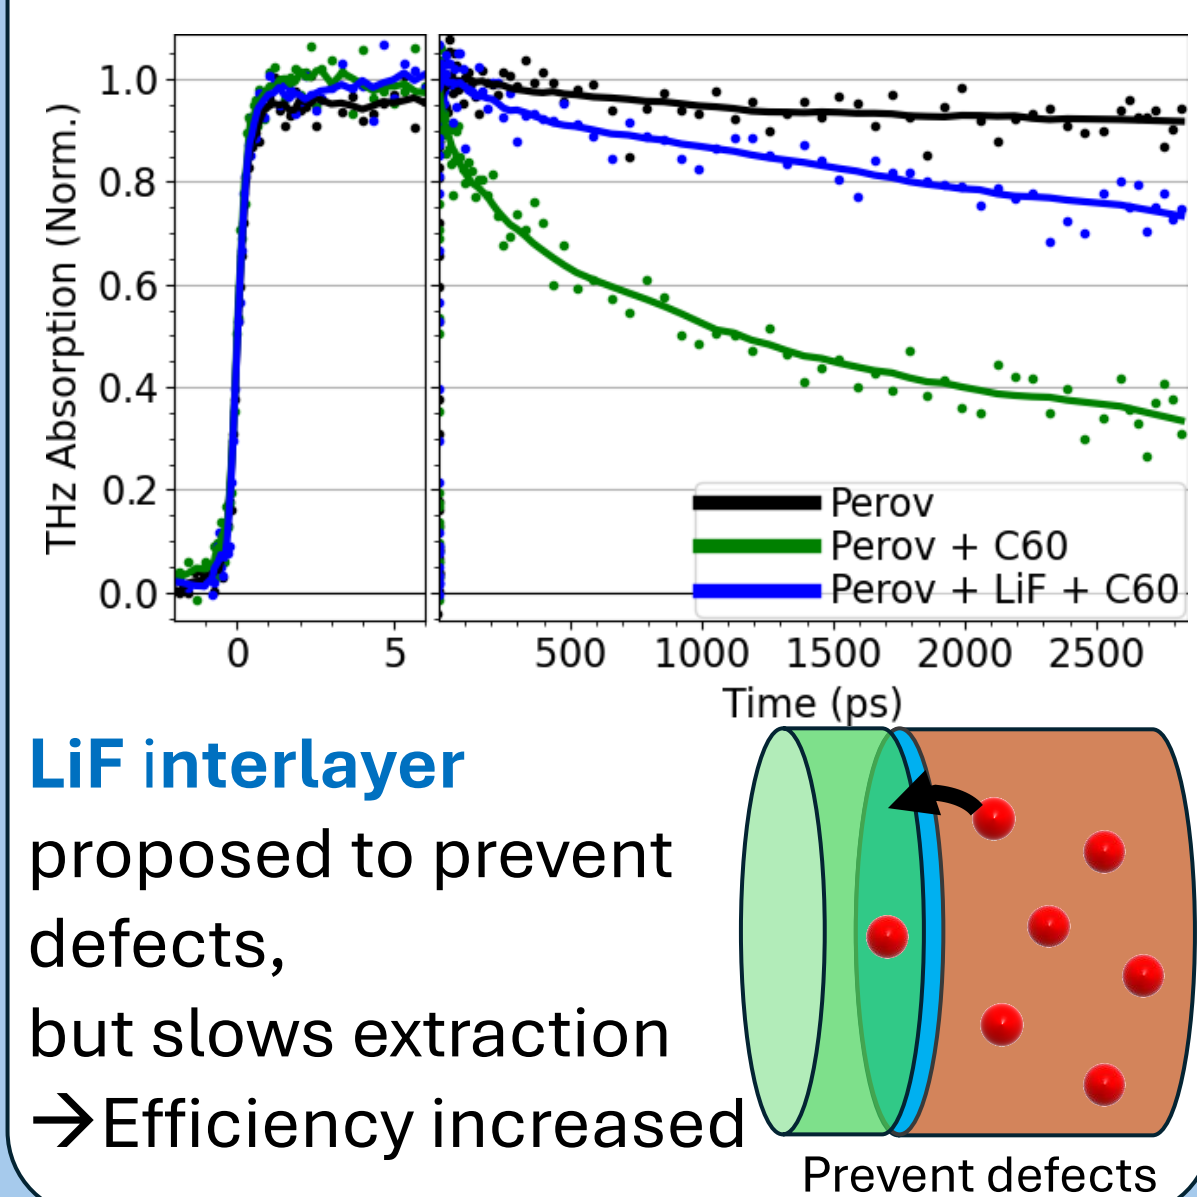 THz Absorption (Norm.)
1.0
0.8
0.6
0.4
0.2
0.0
Perov
Perov + C60
Perov + LiF + C60
0 5 500 1000 1500 2000 2500
Time (ps)
LiF interlayer
proposed to prevent
defects,
but slows extraction
→Efficiency increased
Prevent defects